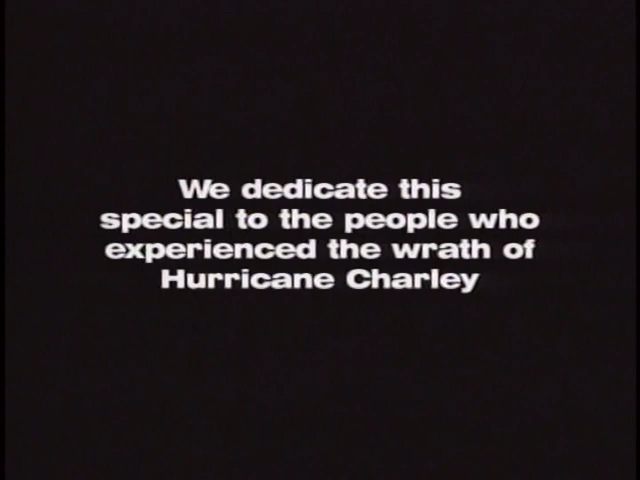 We dedicate this
special to the people who
experienced the wrath of
Hurricane Charley